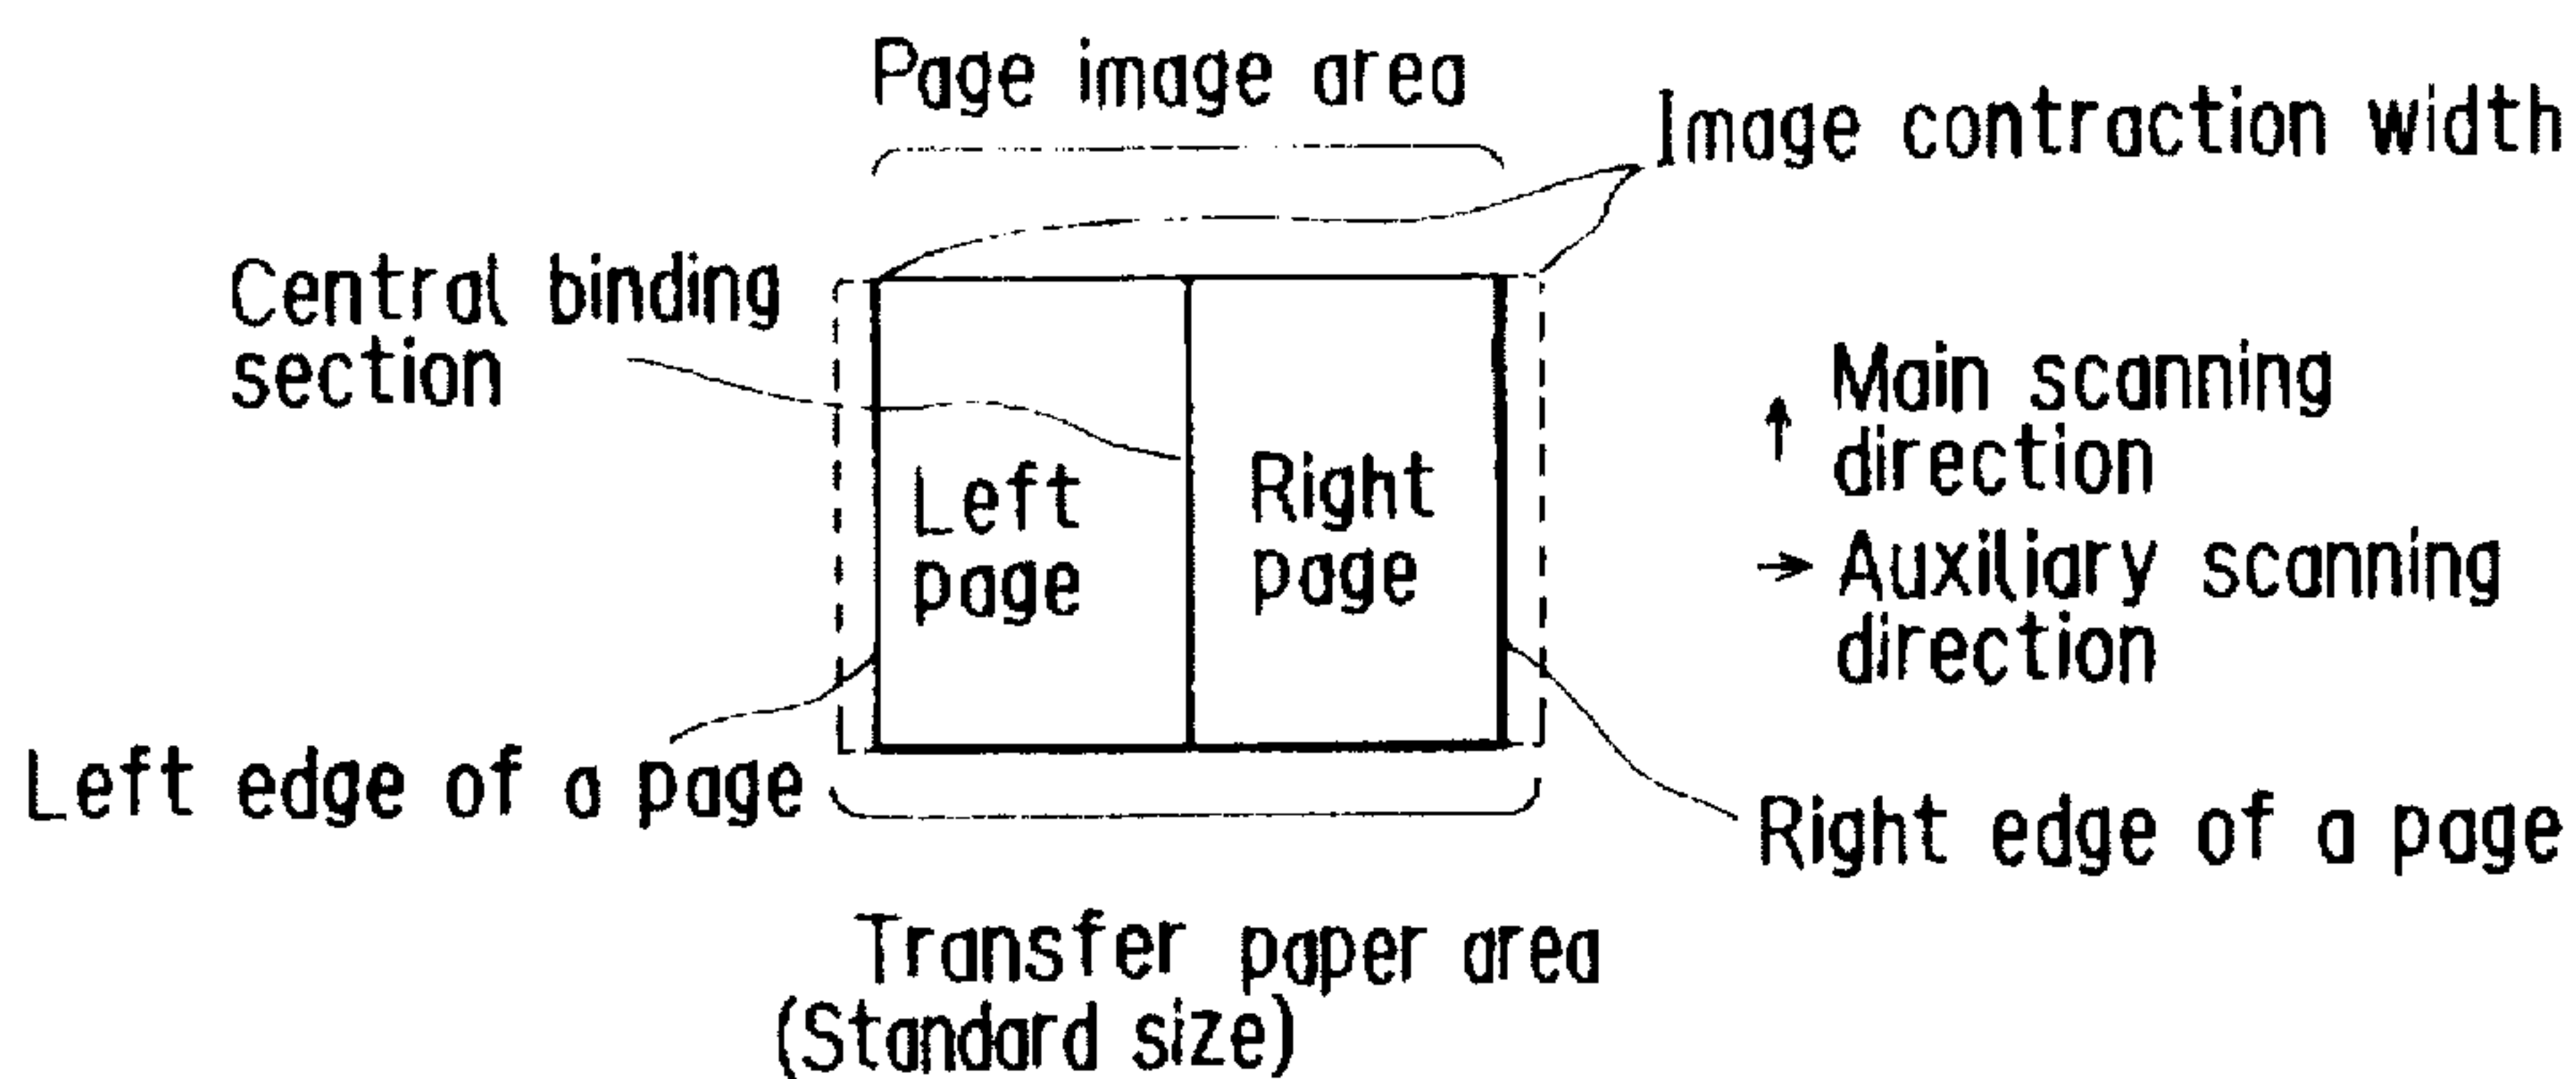 Page image area
Image contraction width
Central binding
section
Main scanning
direction
Left
page
Right
page
Auxiliary scanning
direction
Left edge of a page
Right edge of a page
Transfer paper area
(Standard size)